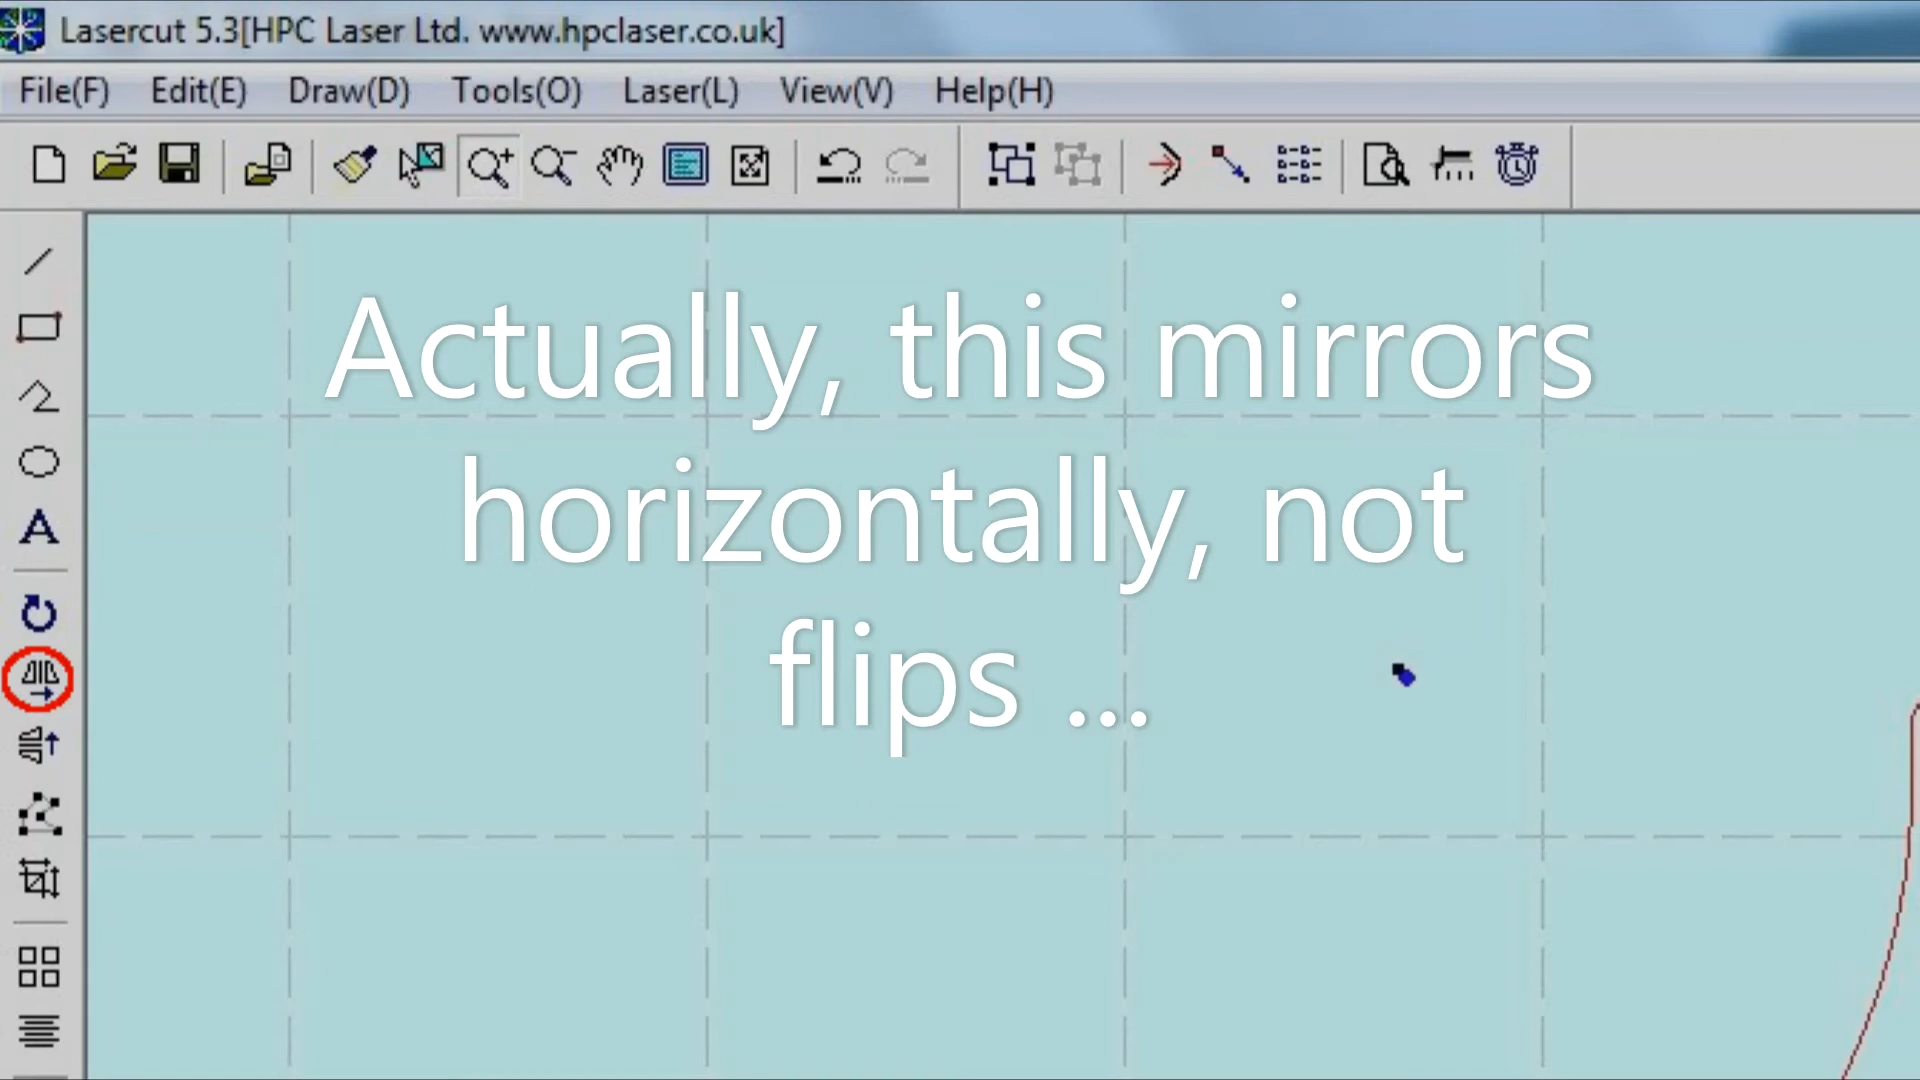 Lasercut 5.3[HPC Laser Ltd. www.hpclaser.co.uk]
File(F) Edit(E) Draw(D) Tools(O) Laser(L) View(V) Help(H)
Actually, this mirrors
horizontally, not
flips ...